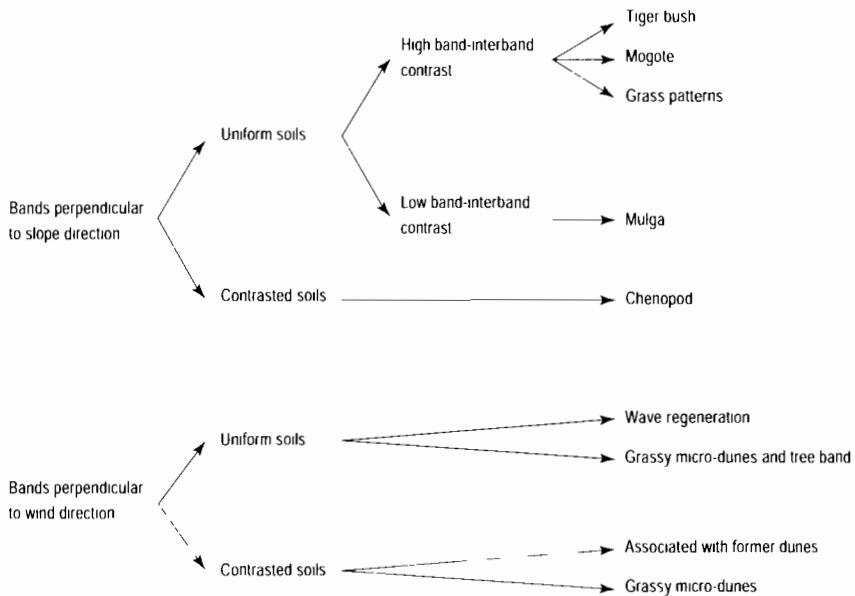 Tiger bush
High band-interband
contrast
Mogote
Grass patterns
Uniform soils
Low band-interband
contrast
Mulga
Bands perpendicular
to slope direction
Contrasted soils
Chenopod
Wave regeneration
Uniform soils
Grassy micro-dunes and tree band
Bands perpendicular
to wind direction
Associated with former dunes
Contrasted soils
Grassy micro-dunes